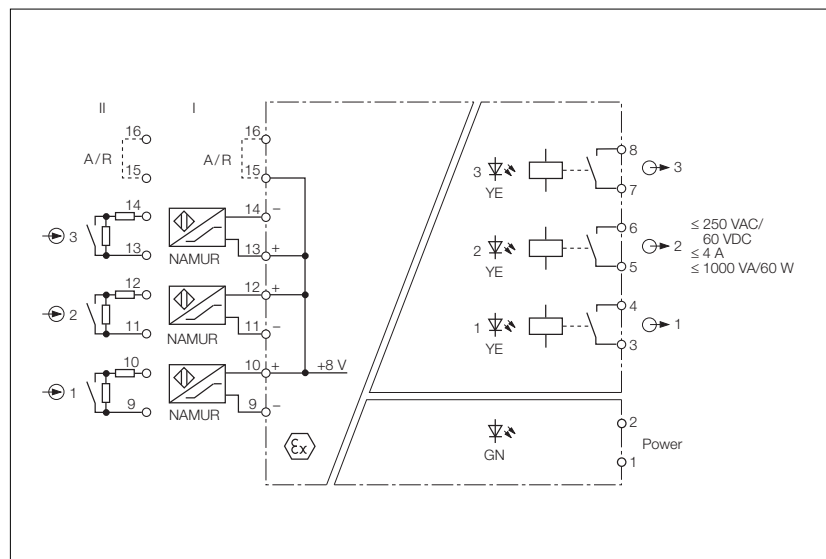 II
I
16
A/R
15
16
A/R
15
14
3
13
14 −
NAMUR
13 +
12
2
11
12 +
NAMUR
11 −
10
1
9
10 +
+8 V
NAMUR
9 −
Ex
3
YE
8
7
3
2
YE
6
5
2
≤ 250 VAC/
60 VDC
≤ 4 A
≤ 1000 VA/60 W
1
YE
4
3
1
GN
2
1
Power